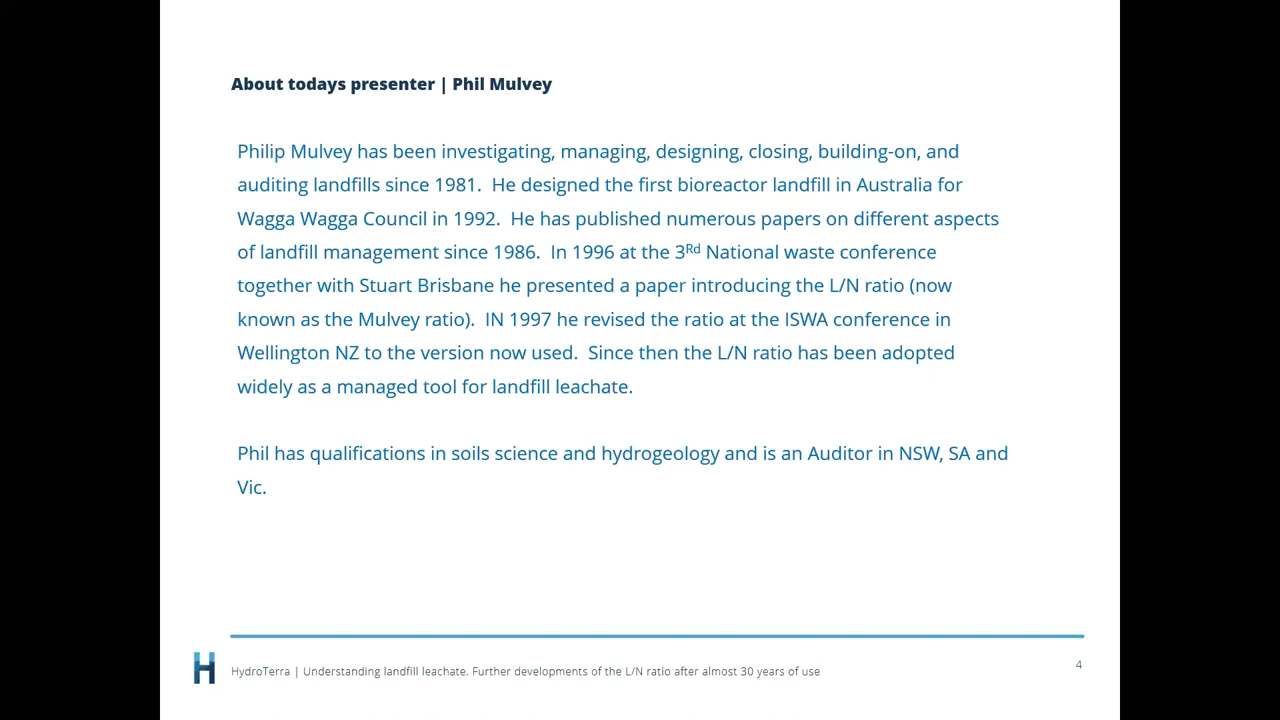 About todays presenter | Phil Mulvey
Philip Mulvey has been investigating, managing, designing, closing, building-on, and
auditing landfills since 1981.  He designed the first bioreactor landfill in Australia for
Wagga Wagga Council in 1992.  He has published numerous papers on different aspects
of landfill management since 1986.  In 1996 at the 3Rd National waste conference
together with Stuart Brisbane he presented a paper introducing the L/N ratio (now
known as the Mulvey ratio).  IN 1997 he revised the ratio at the ISWA conference in
Wellington NZ to the version now used.  Since then the L/N ratio has been adopted
widely as a managed tool for landfill leachate.
Phil has qualifications in soils science and hydrogeology and is an Auditor in NSW, SA and
Vic.
HydroTerra | Understanding landfill leachate. Further developments of the L/N ratio after almost 30 years of use
4